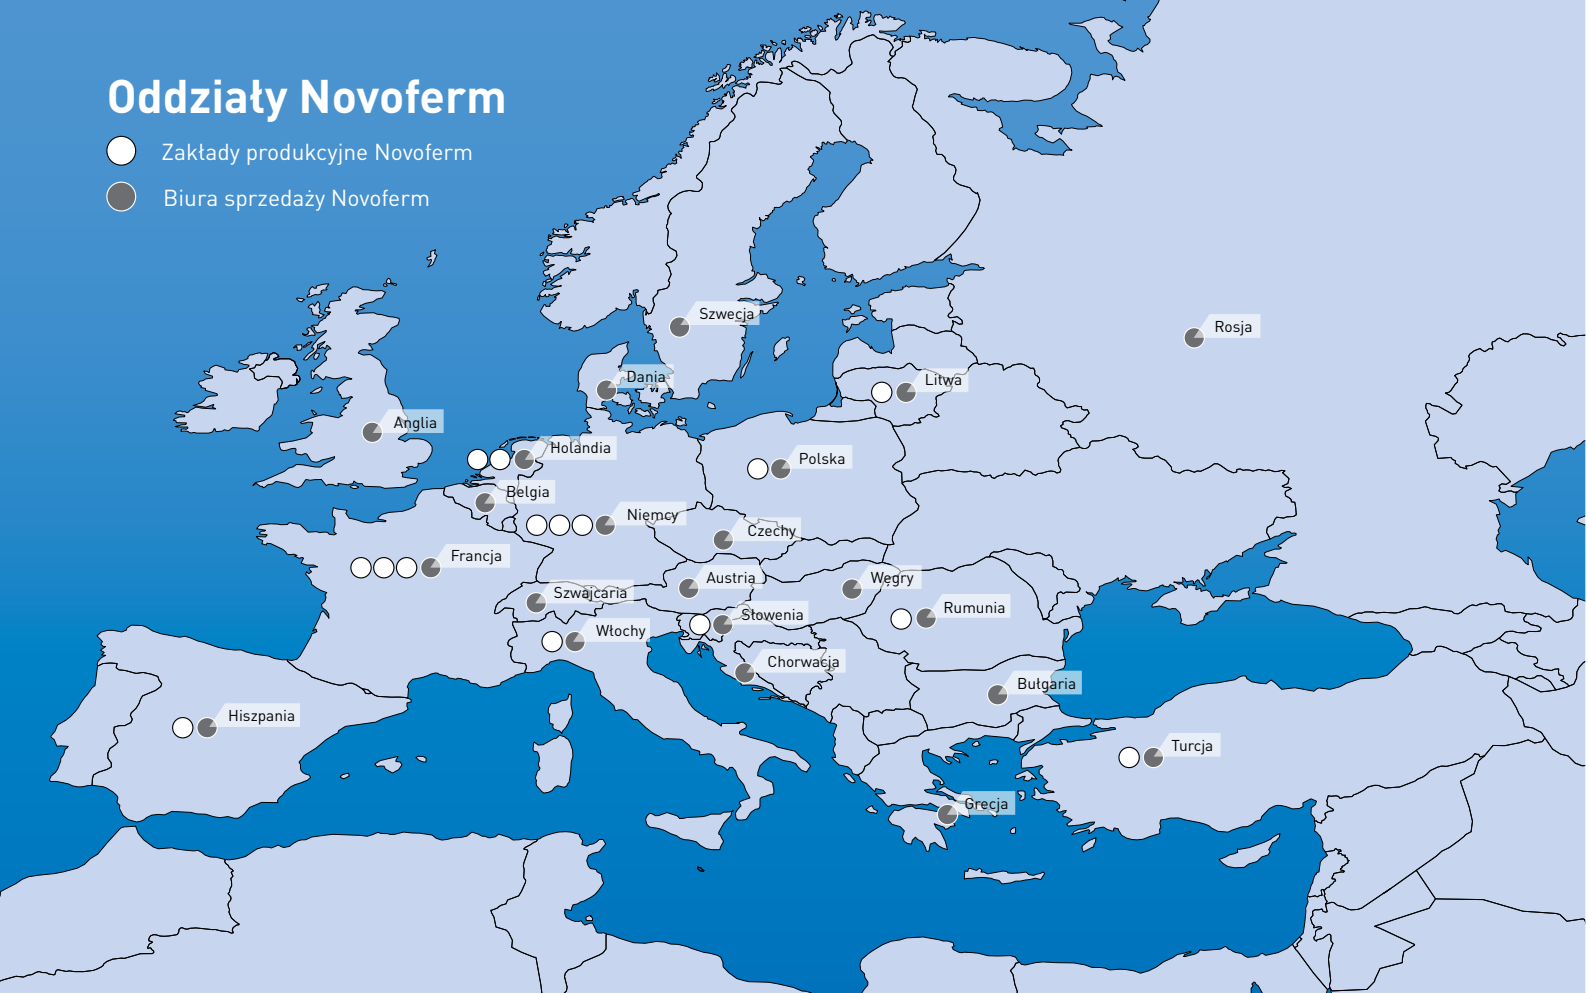 Oddziały Novoferm
Zakłady produkcyjne Novoferm
Biura sprzedaży Novoferm
Szwecja
Rosja
Dania
Litwa
Anglia
Holandia
Polska
Belgia
Niemcy
Czechy
Francja
Austria
Węgry
Szwajcaria
Rumunia
Słowenia
Włochy
Chorwacja
Bułgaria
Hiszpania
Turcja
Grecja